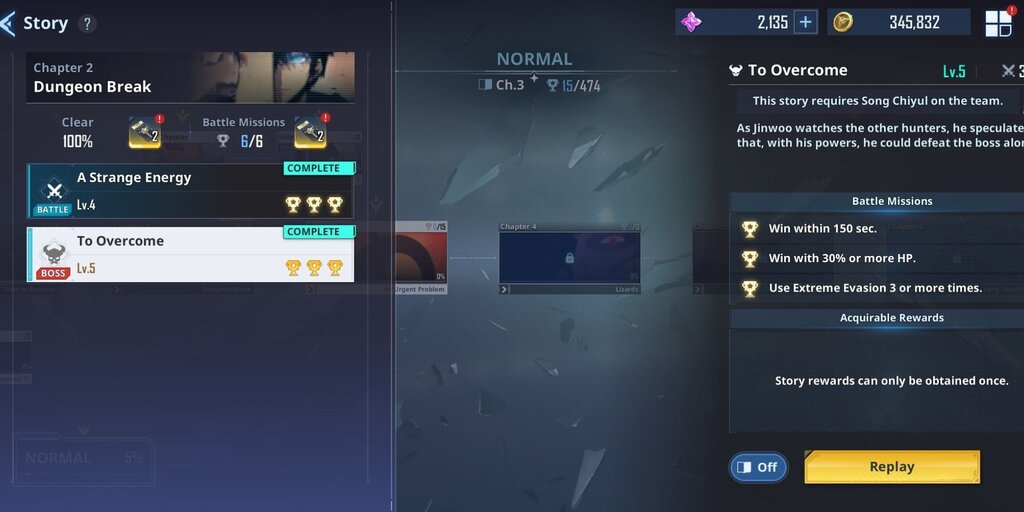 Story ?
2,135 +
345,832
Chapter 2
Dungeon Break
Clear
100%
2
Battle Missions
6/6
2
COMPLETE
A Strange Energy
Lv.4
BATTLE
COMPLETE
To Overcome
Lv.5
BOSS
NORMAL 5%
NORMAL
Ch.3 15/474
/15
0%
An Urgent Problem
Chapter 4
0%
Lizards
To Overcome Lv.5 3
This story requires Song Chiyul on the team.
As Jinwoo watches the other hunters, he speculate
that, with his powers, he could defeat the boss alon
Battle Missions
Win within 150 sec.
Win with 30% or more HP.
Use Extreme Evasion 3 or more times.
Acquirable Rewards
Story rewards can only be obtained once.
Off
Replay